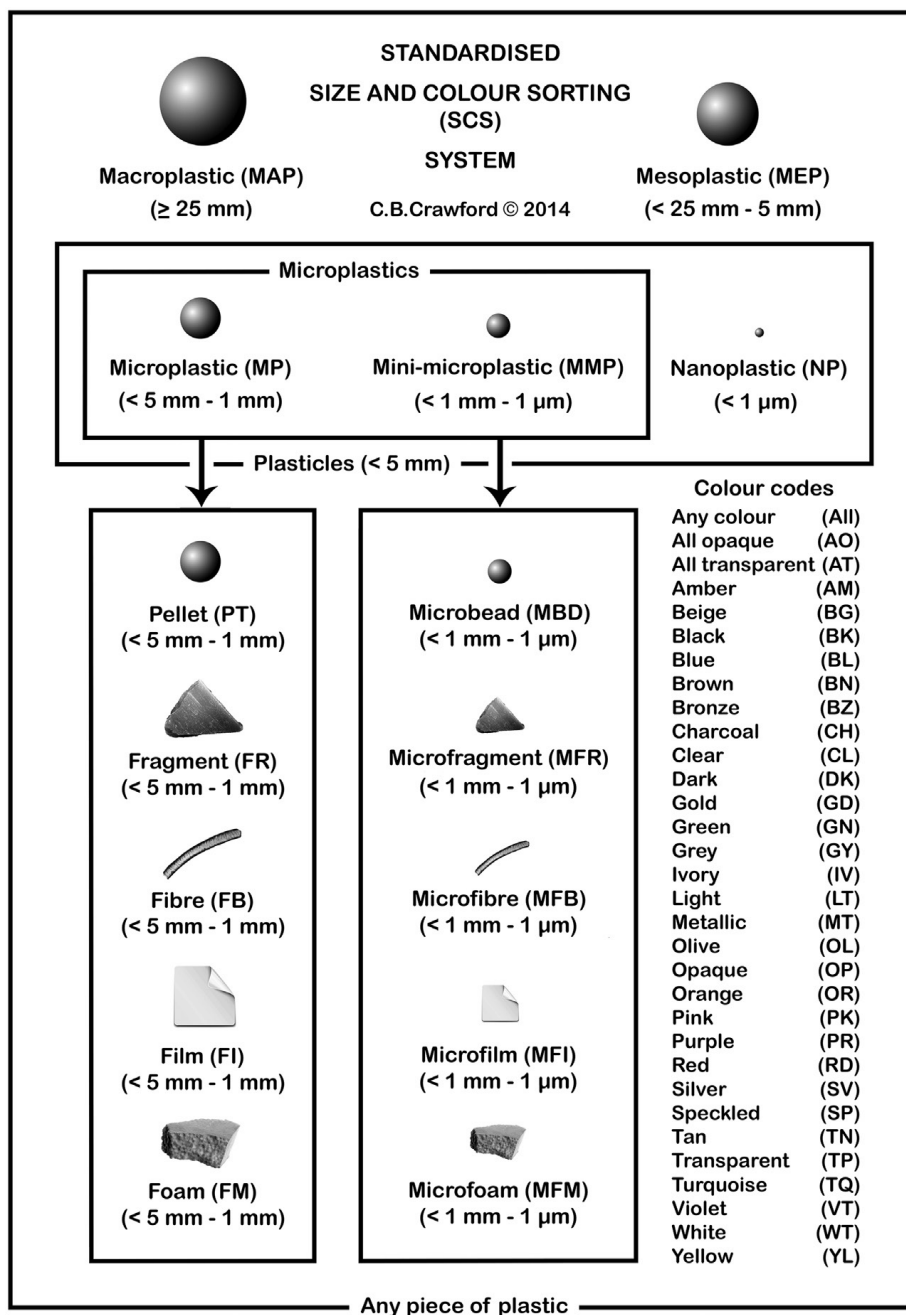 STANDARDISED
SIZE AND COLOUR SORTING
(SCS)
SYSTEM
C.B.Crawford © 2014
Macroplastic (MAP)
(≥ 25 mm)
Mesoplastic (MEP)
(< 25 mm - 5 mm)
Microplastics
Microplastic (MP)
(< 5 mm - 1 mm)
Mini-microplastic (MMP)
(< 1 mm - 1 µm)
Nanoplastic (NP)
(< 1 µm)
Plasticles (< 5 mm)
Pellet (PT)
(< 5 mm - 1 mm)
Fragment (FR)
(< 5 mm - 1 mm)
Fibre (FB)
(< 5 mm - 1 mm)
Film (FI)
(< 5 mm - 1 mm)
Foam (FM)
(< 5 mm - 1 mm)
Microbead (MBD)
(< 1 mm - 1 µm)
Microfragment (MFR)
(< 1 mm - 1 µm)
Microfibre (MFB)
(< 1 mm - 1 µm)
Microfilm (MFI)
(< 1 mm - 1 µm)
Microfoam (MFM)
(< 1 mm - 1 µm)
Colour codes
Any colour (All)
All opaque (AO)
All transparent (AT)
Amber (AM)
Beige (BG)
Black (BK)
Blue (BL)
Brown (BN)
Bronze (BZ)
Charcoal (CH)
Clear (CL)
Dark (DK)
Gold (GD)
Green (GN)
Grey (GY)
Ivory (IV)
Light (LT)
Metallic (MT)
Olive (OL)
Opaque (OP)
Orange (OR)
Pink (PK)
Purple (PR)
Red (RD)
Silver (SV)
Speckled (SP)
Tan (TN)
Transparent (TP)
Turquoise (TQ)
Violet (VT)
White (WT)
Yellow (YL)
Any piece of plastic